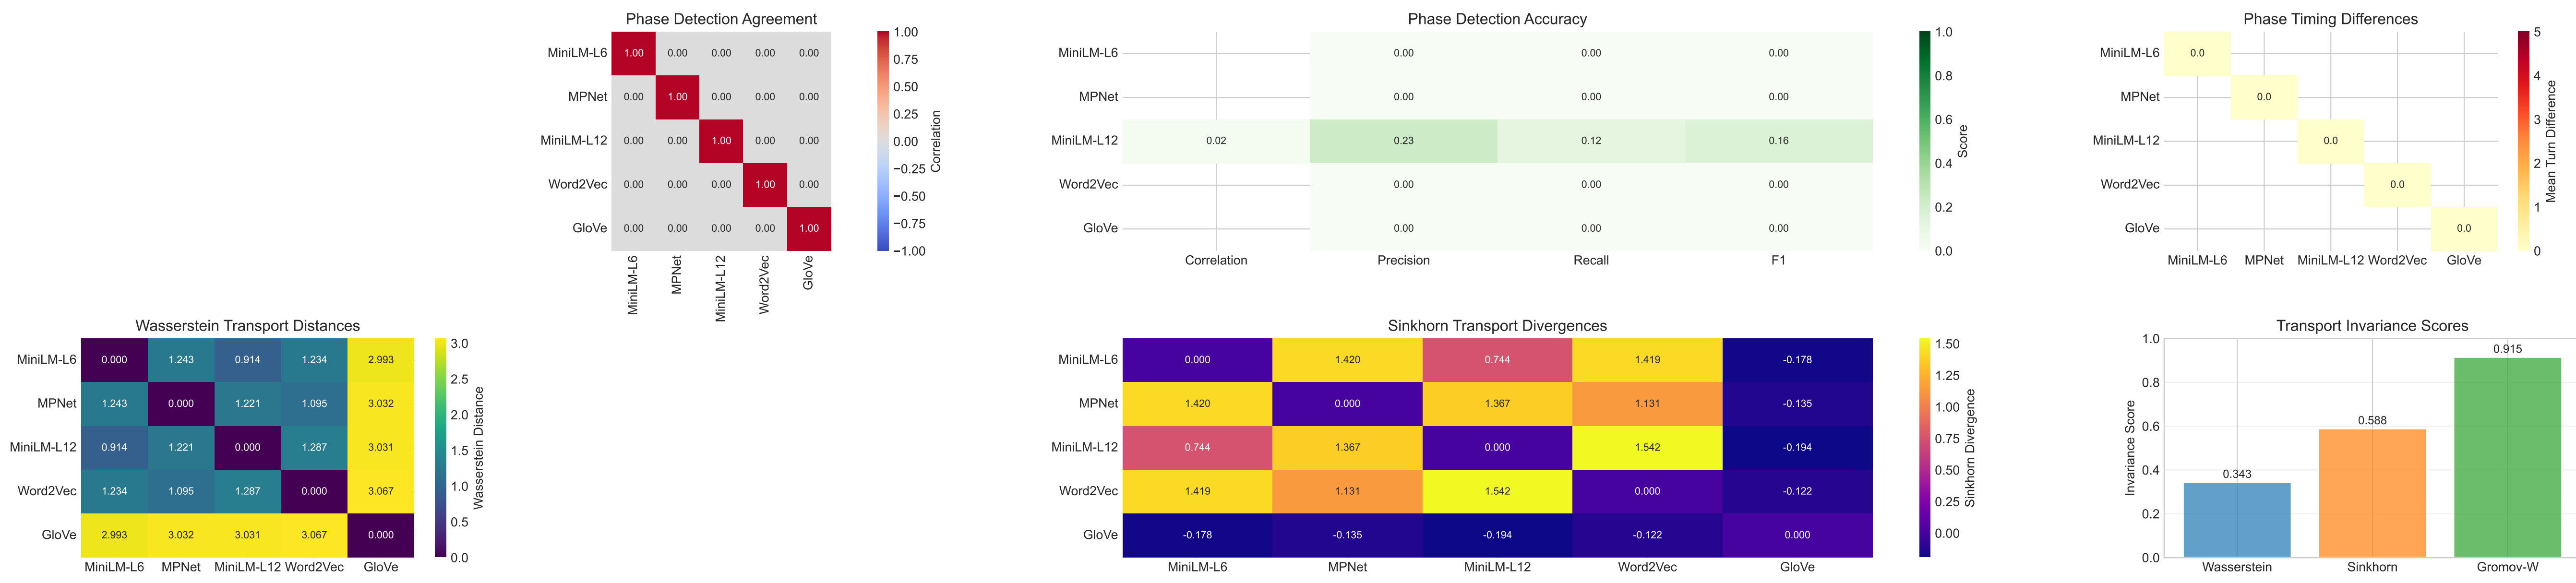 Phase Detection Agreement
MiniLM-L6 1.00 0.00 0.00 0.00 0.00
MPNet 0.00 1.00 0.00 0.00 0.00
MiniLM-L12 0.00 0.00 1.00 0.00 0.00
Word2Vec 0.00 0.00 0.00 1.00 0.00
GloVe 0.00 0.00 0.00 0.00 1.00
MiniLM-L6 MPNet MiniLM-L12 Word2Vec GloVe
1.00
0.75
0.50
0.25
0.00
−0.25
−0.50
−0.75
−1.00
Correlation
Phase Detection Accuracy
MiniLM-L6 0.00 0.00 0.00
MPNet 0.00 0.00 0.00
MiniLM-L12 0.02 0.23 0.12 0.16
Word2Vec 0.00 0.00 0.00
GloVe 0.00 0.00 0.00
Correlation Precision Recall F1
1.0
0.8
0.6
0.4
0.2
0.0
Score
Phase Timing Differences
MiniLM-L6 0.0
MPNet 0.0
MiniLM-L12 0.0
Word2Vec 0.0
GloVe 0.0
MiniLM-L6 MPNet MiniLM-L12 Word2Vec GloVe
5
4
3
2
1
0
Mean Turn Difference
Wasserstein Transport Distances
MiniLM-L6 0.000 1.243 0.914 1.234 2.993
MPNet 1.243 0.000 1.221 1.095 3.032
MiniLM-L12 0.914 1.221 0.000 1.287 3.031
Word2Vec 1.234 1.095 1.287 0.000 3.067
GloVe 2.993 3.032 3.031 3.067 0.000
MiniLM-L6 MPNet MiniLM-L12 Word2Vec GloVe
3.0
2.5
2.0
1.5
1.0
0.5
0.0
Wasserstein Distance
Sinkhorn Transport Divergences
MiniLM-L6 0.000 1.420 0.744 1.419 -0.178
MPNet 1.420 0.000 1.367 1.131 -0.135
MiniLM-L12 0.744 1.367 0.000 1.542 -0.194
Word2Vec 1.419 1.131 1.542 0.000 -0.122
GloVe -0.178 -0.135 -0.194 -0.122 0.000
MiniLM-L6 MPNet MiniLM-L12 Word2Vec GloVe
1.50
1.25
1.00
0.75
0.50
0.25
0.00
Sinkhorn Divergence
Transport Invariance Scores
1.0
0.8
0.6
0.4
0.2
0.0
Invariance Score
0.343
0.588
0.915
Wasserstein Sinkhorn Gromov-W